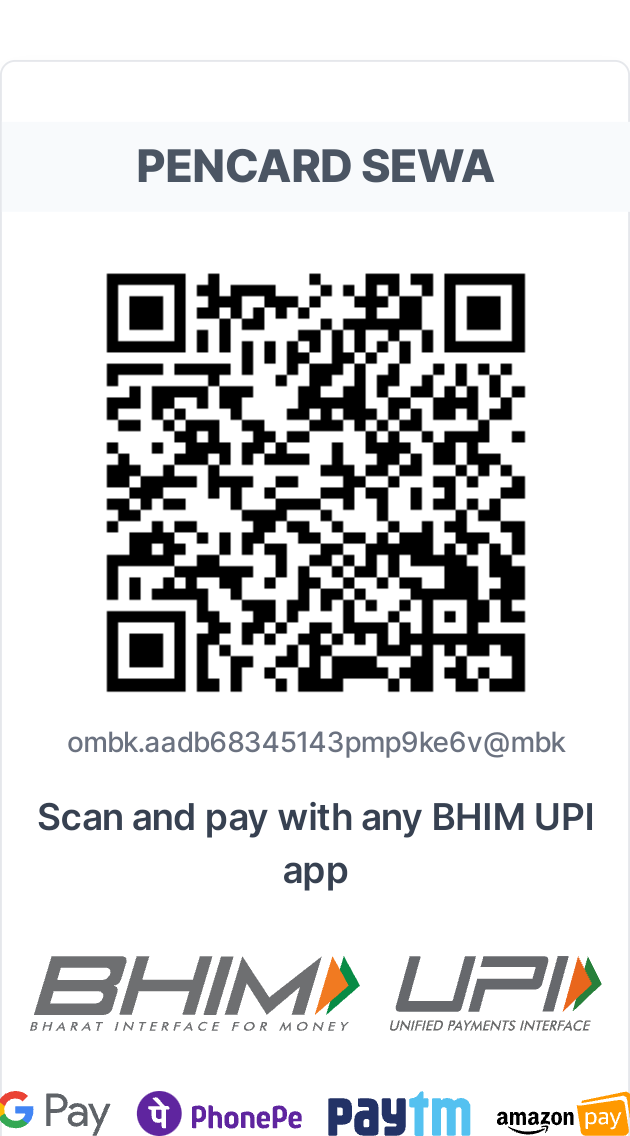 PENCARD SEWA
ombk.aadb68345143pmp9ke6v@mbk
Scan and pay with any BHIM UPI
app
BHIM UPI
BHARAT INTERFACE FOR MONEY UNIFIED PAYMENTS INTERFACE
G Pay पे PhonePe paytm amazon pay